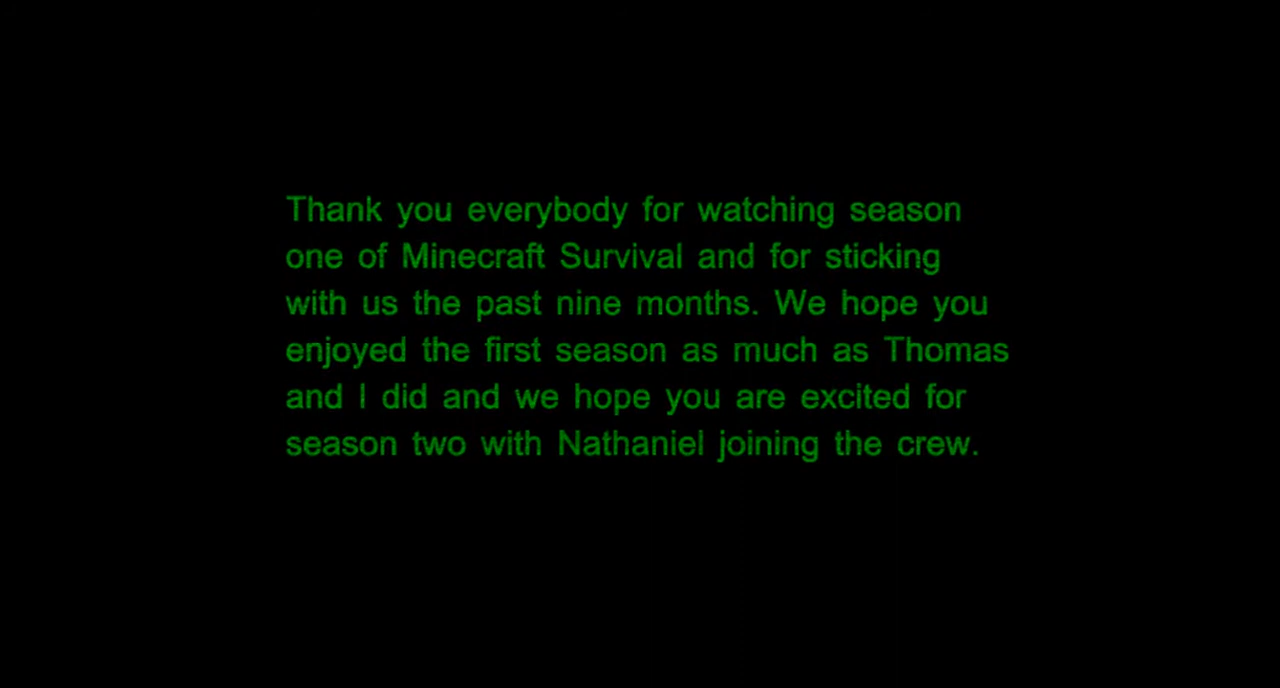 Thank you everybody for watching season
one of Minecraft Survival and for sticking
with us the past nine months. We hope you
enjoyed the first season as much as Thomas
and I did and we hope you are excited for
season two with Nathaniel joining the crew.